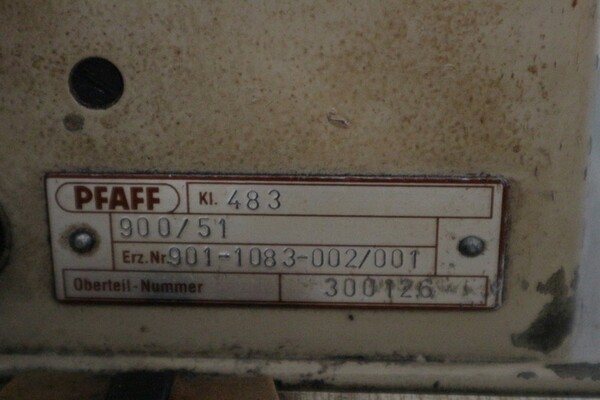 PFAFF Kl. 483
900/51
Erz.Nr. 901-1083-002/001
Oberteil-Nummer 300126